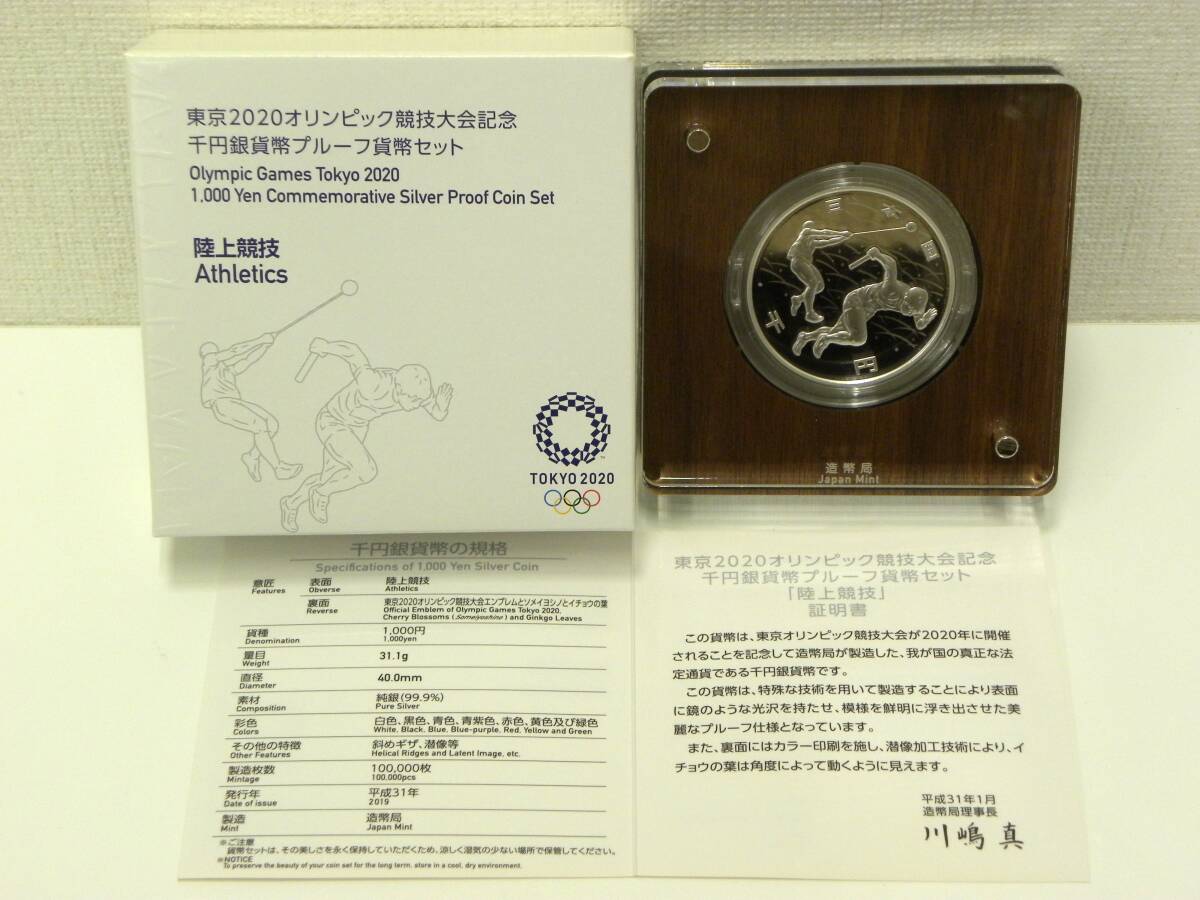 東京2020オリンピック競技大会記念
千円銀貨幣プルーフ貨幣セット
Olympic Games Tokyo 2020
1,000 Yen Commemorative Silver Proof Coin Set
陸上競技
Athletics
TOKYO 2020
日本国
千円
造幣局
Japan Mint
千円銀貨幣の規格
Specifications of 1,000 Yen Silver Coin
意匠 表面 陸上競技
Features Obverse Athletics
裏面 東京2020オリンピック競技大会エンブレムとソメイヨシノとイチョウの葉
Reverse Official Emblem of Olympic Games Tokyo 2020,
Cherry Blossoms (Someiyoshino) and Ginkgo Leaves
貨種 1,000円
Denomination 1,000yen
量目 31.1g
Weight
直径 40.0mm
Diameter
素材 純銀(99.9%)
Composition Pure Silver
彩色 白色、黒色、青色、青紫色、赤色、黄色及び緑色
Colors White, Black, Blue, Blue-purple, Red, Yellow and Green
その他の特徴 斜めギザ、潜像等
Other Features Helical Ridges and Latent Image, etc.
製造枚数 100,000枚
Mintage 100,000pcs
発行年 平成31年
Date of issue 2019
製造 造幣局
Mint Japan Mint
※ご注意
貨幣セットは、その美しさを永く保持していただくため、涼しく湿気の少ない場所で保管してください。
※NOTICE
To preserve the beauty of your coin set for the long term, store in a cool, dry environment.
東京2020オリンピック競技大会記念
千円銀貨幣プルーフ貨幣セット
「陸上競技」
証明書
この貨幣は、東京オリンピック競技大会が2020年に開催
されることを記念して造幣局が製造した、我が国の真正な法
定通貨である千円銀貨幣です。
この貨幣は、特殊な技術を用いて製造することにより表面
に鏡のような光沢を持たせ、模様を鮮明に浮き出させた美
麗なプルーフ仕様となっています。
また、裏面にはカラー印刷を施し、潜像加工技術により、イ
チョウの葉は角度によって動くように見えます。
平成31年1月
造幣局理事長
川嶋 真